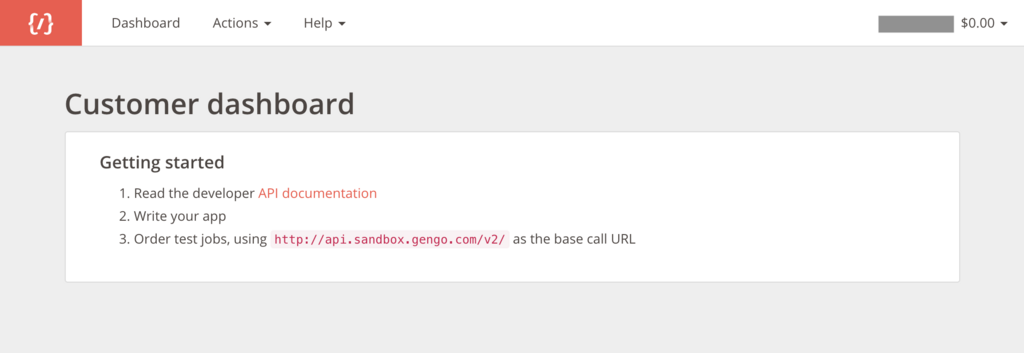 {/} Dashboard Actions Help $0.00
Customer dashboard
Getting started
1. Read the developer API documentation
2. Write your app
3. Order test jobs, using http://api.sandbox.gengo.com/v2/ as the base call URL